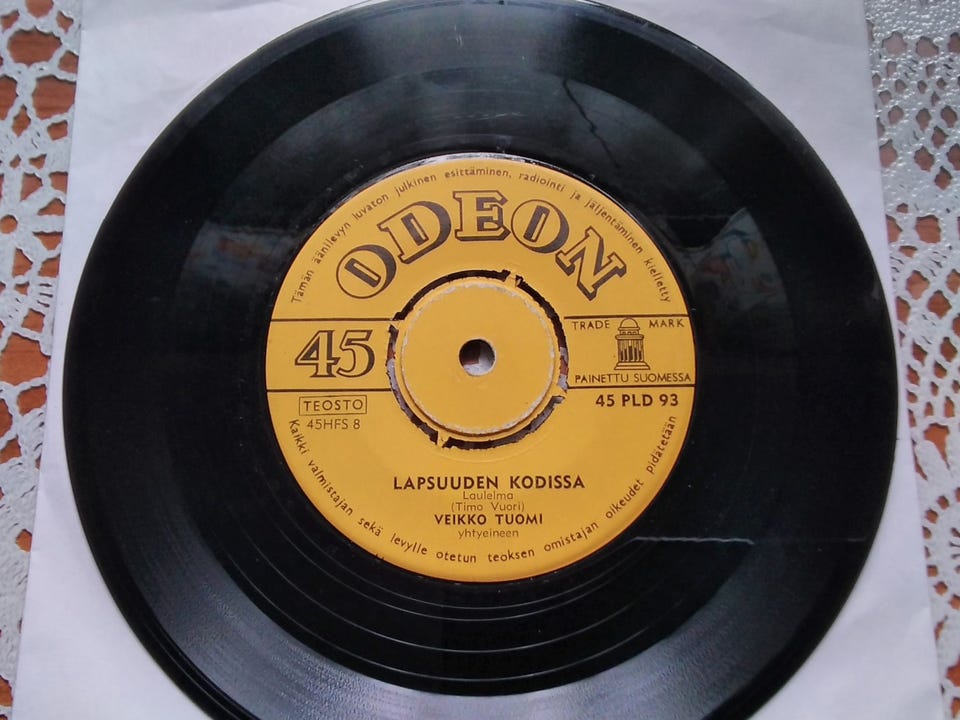 Tämän äänilevyn luvaton julkinen esittäminen, radiointi ja jäljentäminen kielletty
ODEON
45
TRADE MARK
PAINETTU SUOMESSA
TEOSTO
45HFS 8
45 PLD 93
LAPSUUDEN KODISSA
Laulelma
(Timo Vuori)
VEIKKO TUOMI
yhtyeineen
Kaikki valmistajan sekä levylle otetun teoksen omistajan oikeudet pidätetään